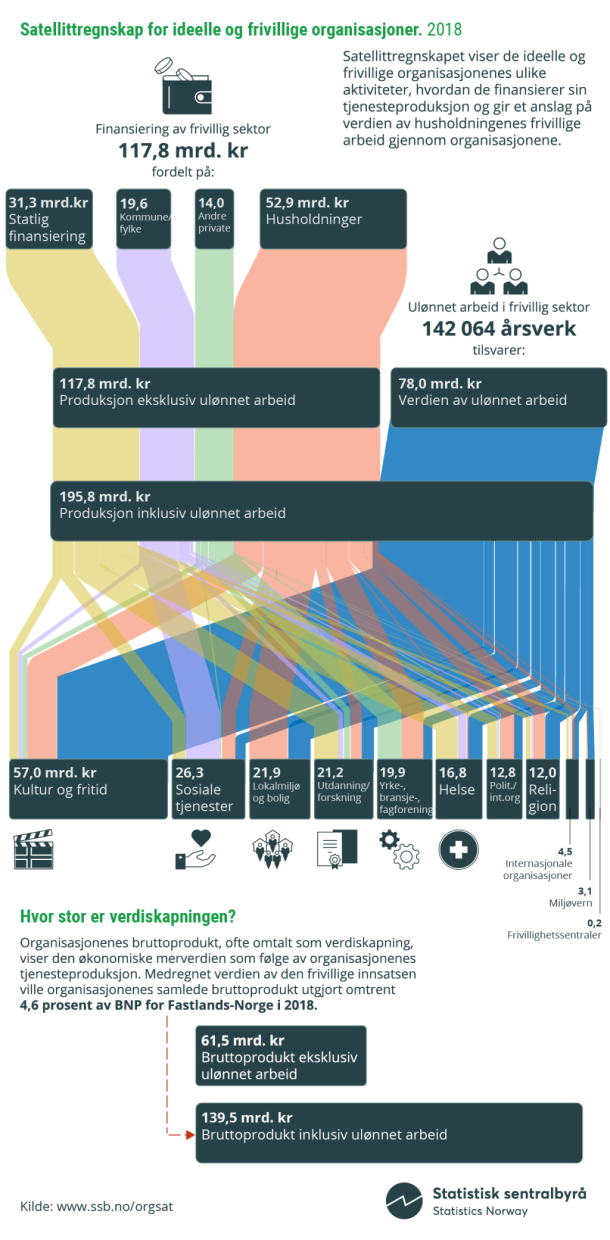 Satellittregnskap for ideelle og frivillige organisasjoner. 2018
Satellittregnskapet viser de ideelle og
frivillige organisasjonenes ulike
aktiviteter, hvordan de finansierer sin
tjenesteproduksjon og gir et anslag på
verdien av husholdningenes frivillige
arbeid gjennom organisasjonene.
Finansiering av frivillig sektor
117,8 mrd. kr
fordelt på:
31,3 mrd.kr
Statlig
finansiering
19,6
Kommune/
fylke
14,0
Andre
private
52,9 mrd. kr
Husholdninger
Ulønnet arbeid i frivillig sektor
142 064 årsverk
tilsvarer:
117,8 mrd. kr
Produksjon eksklusiv ulønnet arbeid
78,0 mrd. kr
Verdien av ulønnet arbeid
195,8 mrd. kr
Produksjon inklusiv ulønnet arbeid
57,0 mrd. kr
Kultur og fritid
26,3
Sosiale
tjenester
21,9
Lokalmiljø
og bolig
21,2
Utdanning/
forskning
19,9
Yrke-,
bransje-,
fagforening
16,8
Helse
12,8
Polit./
int.org
12,0
Reli-
gion
4,5
Internasjonale
organisasjoner
3,1
Miljøvern
0,2
Frivillighetssentraler
Hvor stor er verdiskapningen?
Organisasjonenes bruttoprodukt, ofte omtalt som verdiskapning,
viser den økonomiske merverdien som følge av organisasjonenes
tjenesteproduksjon. Medregnet verdien av den frivillige innsatsen
ville organisasjonenes samlede bruttoprodukt utgjort omtrent
4,6 prosent av BNP for Fastlands-Norge i 2018.
61,5 mrd. kr
Bruttoprodukt eksklusiv
ulønnet arbeid
139,5 mrd. kr
Bruttoprodukt inklusiv ulønnet arbeid
Kilde: www.ssb.no/orgsat
Statistisk sentralbyrå
Statistics Norway